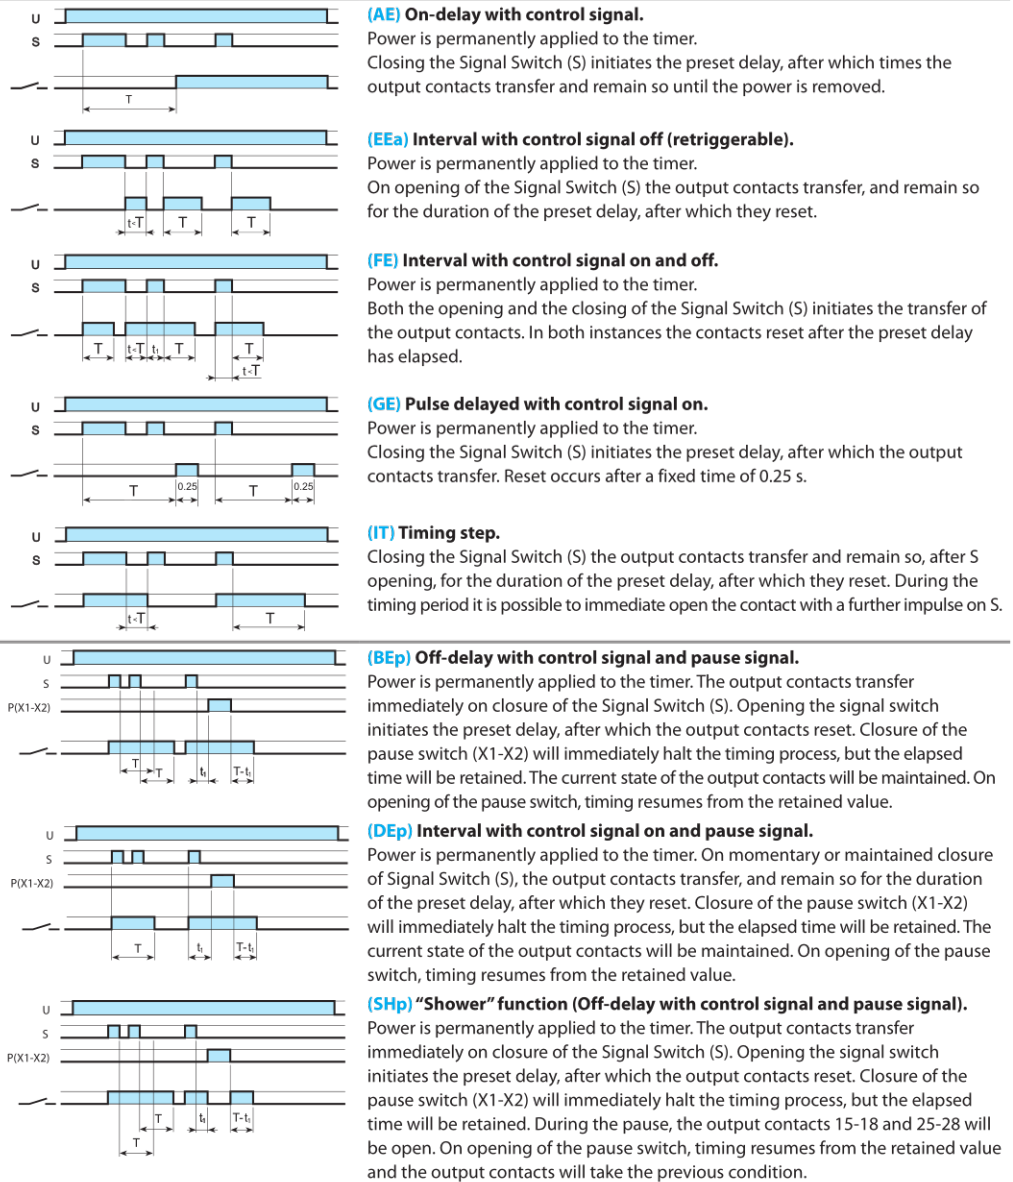 (AE) On-delay with control signal.
U
Power is permanently applied to the timer.
S
Closing the Signal Switch (S) initiates the preset delay, after which times the
output contacts transfer and remain so until the power is removed.
T
(EEa) Interval with control signal off (retriggerable).
U
Power is permanently applied to the timer.
S
On opening of the Signal Switch (S) the output contacts transfer, and remain so
for the duration of the preset delay, after which they reset.
t<T T T
(FE) Interval with control signal on and off.
U
Power is permanently applied to the timer.
S
Both the opening and the closing of the Signal Switch (S) initiates the transfer of
the output contacts. In both instances the contacts reset after the preset delay
has elapsed.
T t<T t1 T T
t<T
(GE) Pulse delayed with control signal on.
U
Power is permanently applied to the timer.
S
Closing the Signal Switch (S) initiates the preset delay, after which the output
contacts transfer. Reset occurs after a fixed time of 0.25 s.
T 0.25 T 0.25
(IT) Timing step.
U
Closing the Signal Switch (S) the output contacts transfer and remain so, after S
S
opening, for the duration of the preset delay, after which they reset. During the
timing period it is possible to immediate open the contact with a further impulse on S.
t<T T
(BEp) Off-delay with control signal and pause signal.
U
Power is permanently applied to the timer. The output contacts transfer
S
immediately on closure of the Signal Switch (S). Opening the signal switch
P(X1-X2)
initiates the preset delay, after which the output contacts reset. Closure of the
pause switch (X1-X2) will immediately halt the timing process, but the elapsed
time will be retained. The current state of the output contacts will be maintained. On
opening of the pause switch, timing resumes from the retained value.
T T t1 T-t1
(DEp) Interval with control signal on and pause signal.
U
Power is permanently applied to the timer. On momentary or maintained closure
S
of Signal Switch (S), the output contacts transfer, and remain so for the duration
P(X1-X2)
of the preset delay, after which they reset. Closure of the pause switch (X1-X2)
will immediately halt the timing process, but the elapsed time will be retained. The
current state of the output contacts will be maintained. On opening of the pause
switch, timing resumes from the retained value.
T t1 T-t1
(SHp) “Shower” function (Off-delay with control signal and pause signal).
U
Power is permanently applied to the timer. The output contacts transfer
S
immediately on closure of the Signal Switch (S). Opening the signal switch
P(X1-X2)
initiates the preset delay, after which the output contacts reset. Closure of the
pause switch (X1-X2) will immediately halt the timing process, but the elapsed
time will be retained. During the pause, the output contacts 15-18 and 25-28 will
be open. On opening of the pause switch, timing resumes from the retained value
and the output contacts will take the previous condition.
T t1 T-t1
T